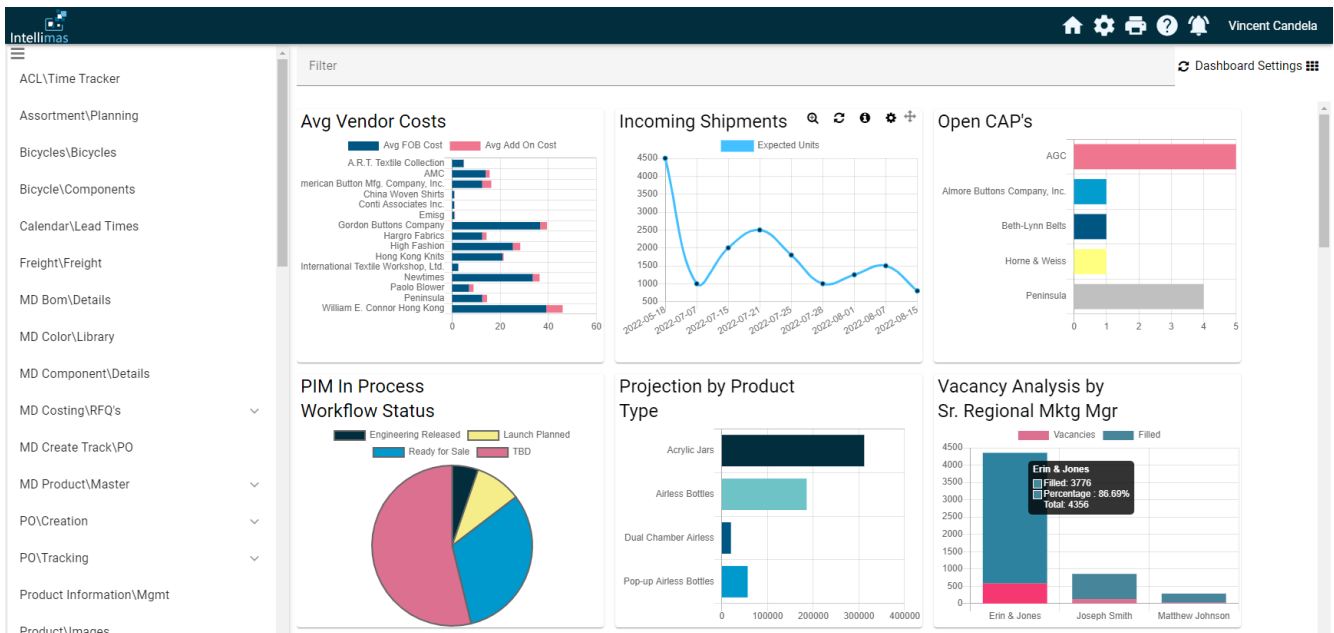 Intellimas
Vincent Candela
ACL\Time Tracker
Assortment\Planning
Bicycles\Bicycles
Bicycle\Components
Calendar\Lead Times
Freight\Freight
MD Bom\Details
MD Color\Library
MD Component\Details
MD Costing\RFQ's
MD Create Track\PO
MD Product\Master
PO\Creation
PO\Tracking
Product Information\Mgmt
Product\Images
Filter
Dashboard Settings
Avg Vendor Costs
Avg FOB Cost Avg Add On Cost
A.R.T. Textile Collection
AMC
merican Button Mfg. Company, Inc.
China Woven Shirts
Conti Associates Inc.
Emisg
Gordon Buttons Company
Hargro Fabrics
High Fashion
Hong Kong Knits
International Textile Workshop, Ltd.
Newtimes
Paolo Blower
Peninsula
William E. Connor Hong Kong
0 20 40 60
Incoming Shipments
Expected Units
4500
4000
3500
3000
2500
2000
1500
1000
500
2022-05-18 2022-07-07 2022-07-15 2022-07-21 2022-07-25 2022-07-28 2022-08-01 2022-08-07 2022-08-15
Open CAP's
AGC
Almore Buttons Company, Inc.
Beth-Lynn Belts
Horne & Weiss
Peninsula
0 1 2 3 4 5
PIM In Process
Workflow Status
Engineering Released Launch Planned
Ready for Sale TBD
Projection by Product
Type
Acrylic Jars
Airless Bottles
Dual Chamber Airless
Pop-up Airless Bottles
0 100000 200000 300000 400000
Vacancy Analysis by
Sr. Regional Mktg Mgr
Vacancies Filled
4500
4000
3500
3000
2500
2000
1500
1000
500
0
Erin & Jones
Filled: 3776
Percentage : 86.69%
Total: 4356
Erin & Jones Joseph Smith Matthew Johnson